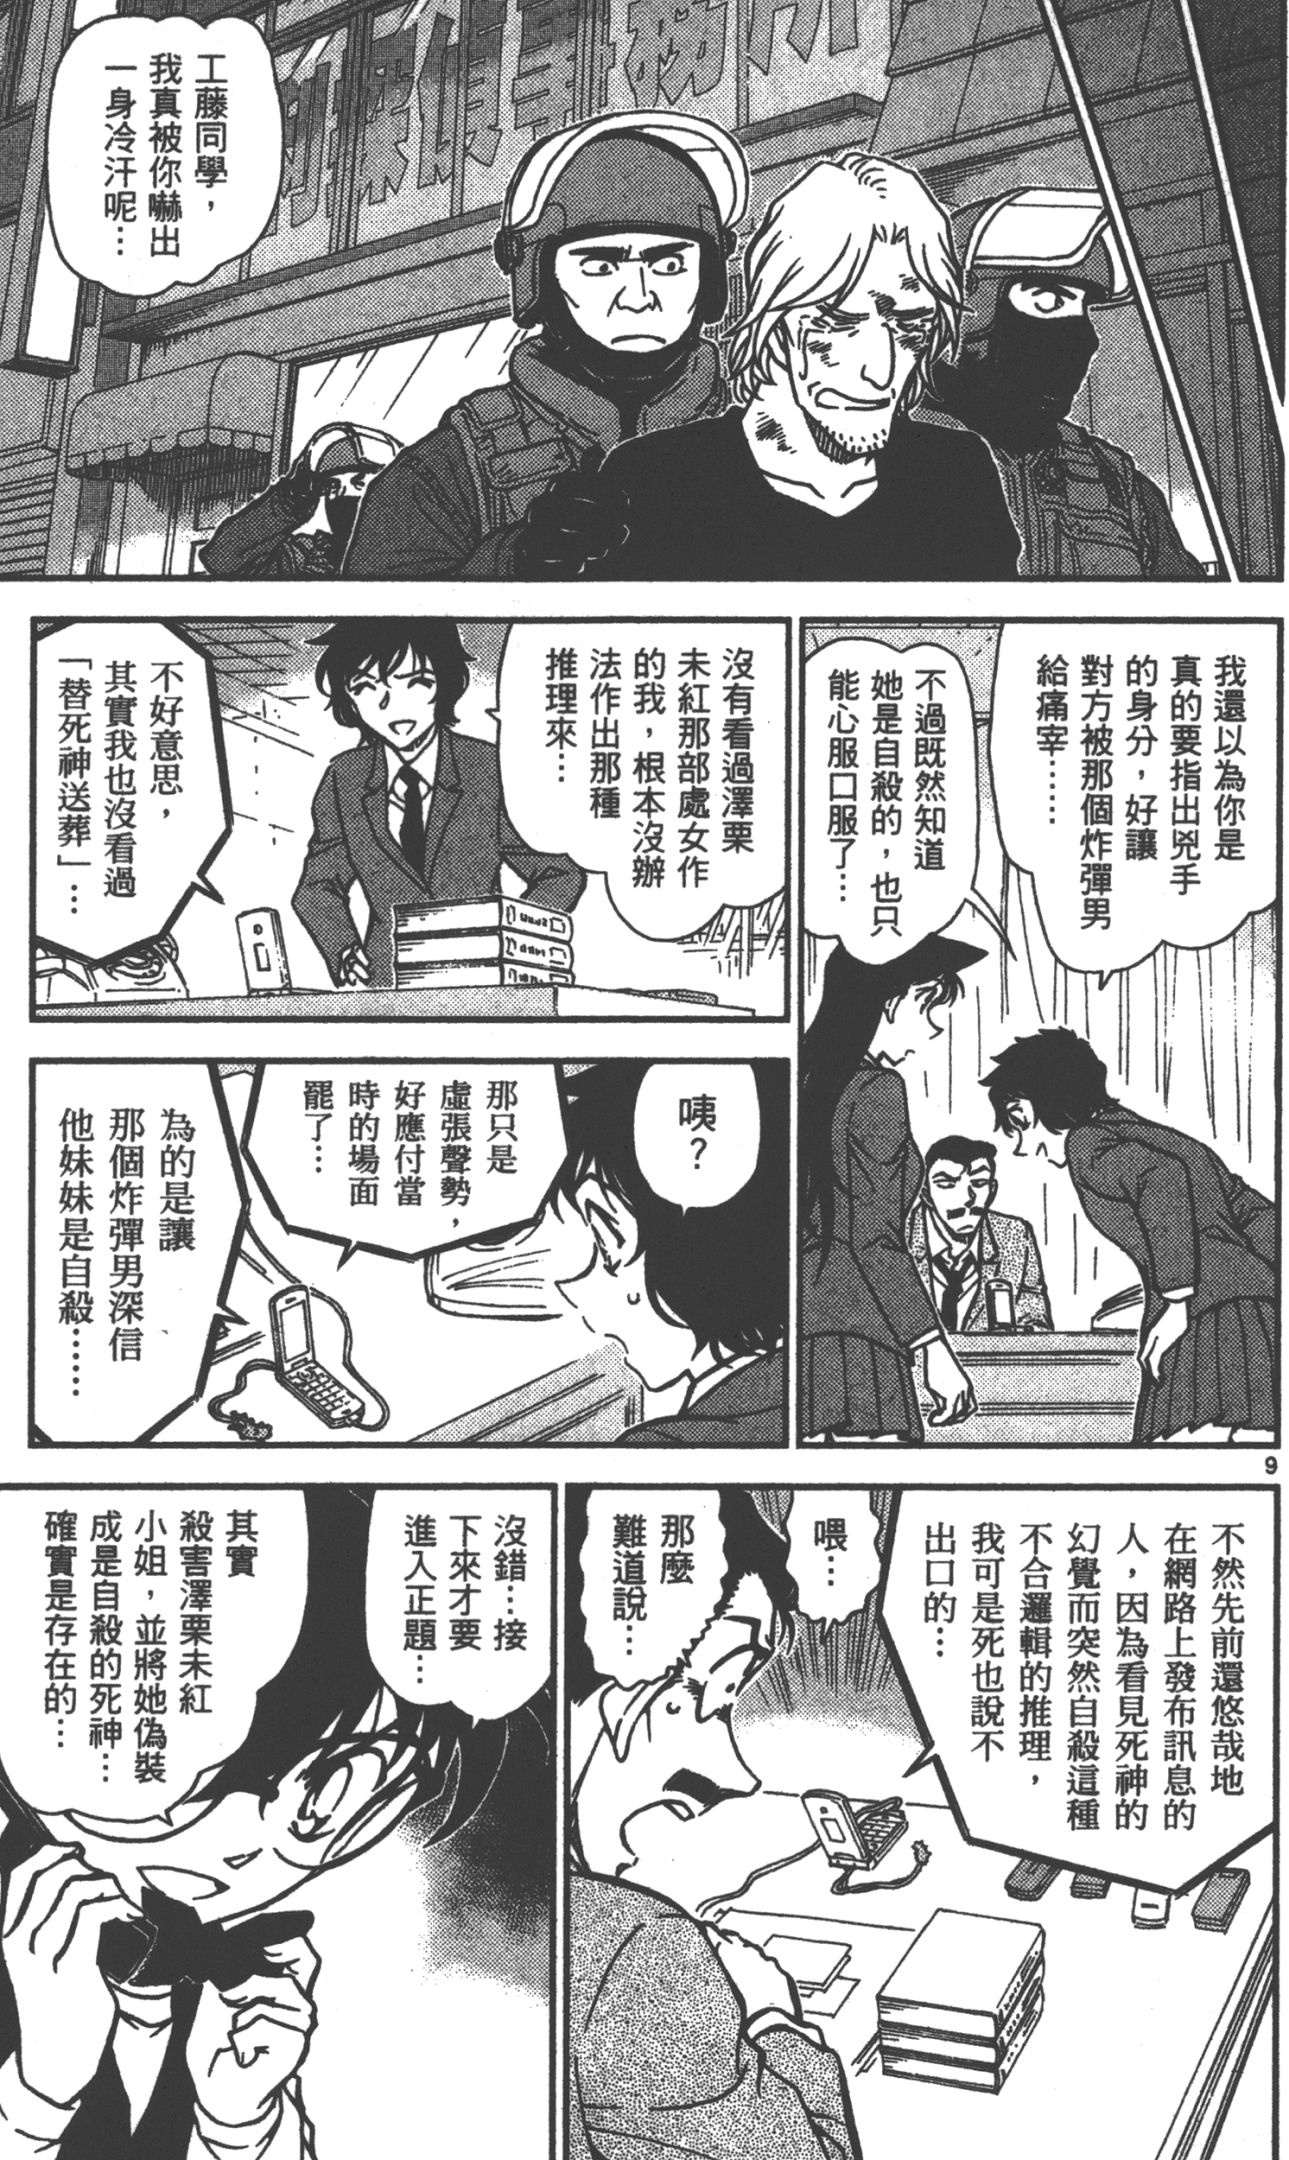 偵探事務所
工藤同學，
我真被你嚇出
一身冷汗呢…
我還以為你是
真的要指出兇手
的身分，好讓
對方被那個炸彈男
給痛宰……
不過既然知道
她是自殺的，也只
能心服口服了…
沒有看過澤栗
未紅那部處女作
的我，根本沒辦
法作出那種
推理來…
不好意思，
其實我也沒看過
「替死神送葬」…
咦？
那只是
虛張聲勢，
好應付當
時的場面
罷了…
為的是讓
那個炸彈男深信
他妹妹是自殺……
9
不然先前還悠哉地
在網路上發布訊息的
人，因為看見死神的
幻覺而突然自殺這種
不合邏輯的推理，
我可是死也說不
出口的…
喂…
那麼
難道說…
沒錯…接
下來才要
進入正題…
其實
殺害澤栗未紅
小姐，並將她偽裝
成是自殺的死神…
確實是存在的…